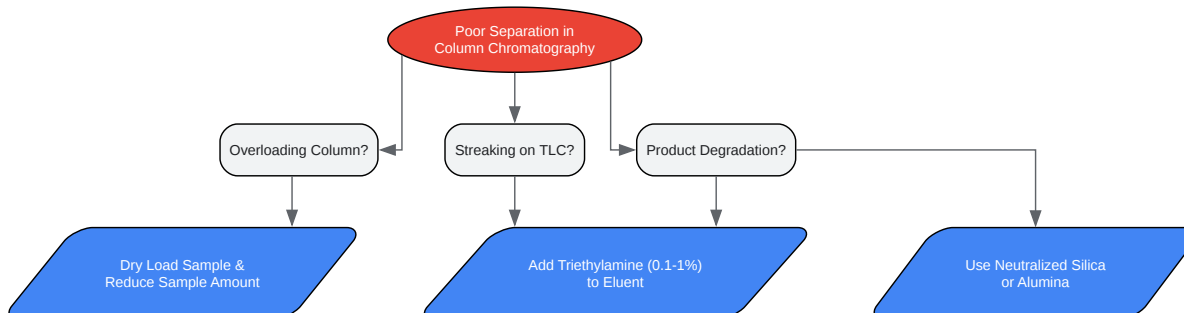 Poor Separation in
Column Chromatography
Overloading Column?
Streaking on TLC?
Product Degradation?
Dry Load Sample &
Reduce Sample Amount
Add Triethylamine (0.1-1%)
to Eluent
Use Neutralized Silica
or Alumina